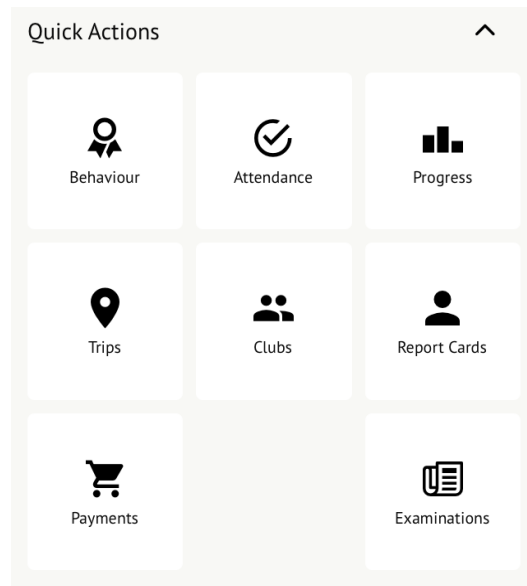 Quick Actions
Behaviour
Attendance
Progress
Trips
Clubs
Report Cards
Payments
Examinations